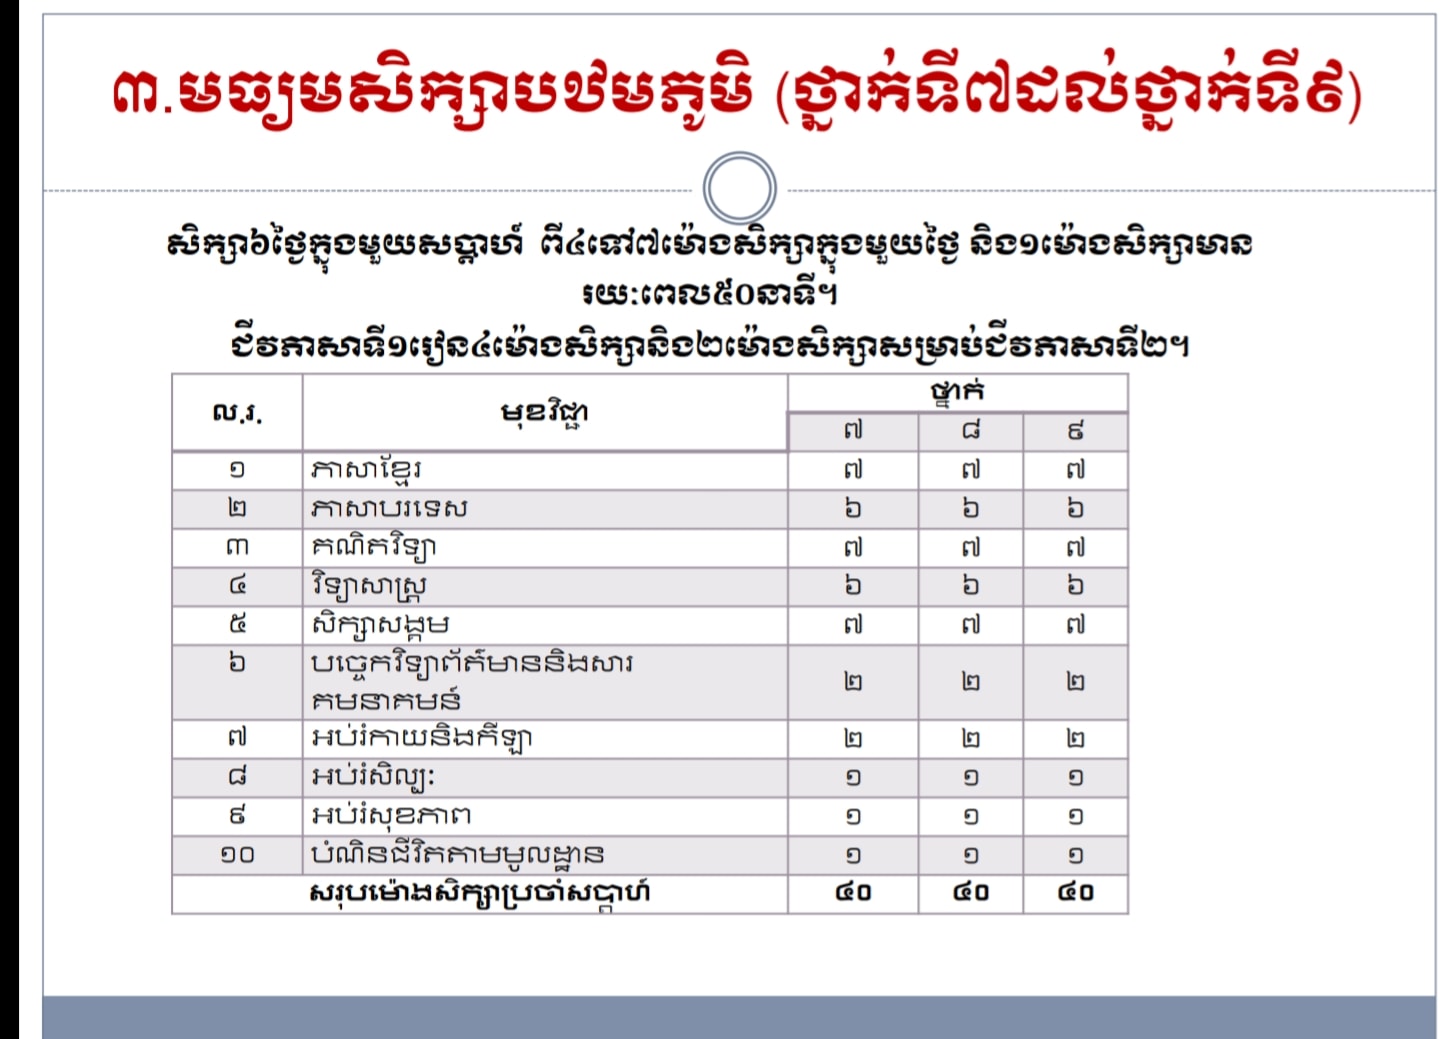 ៣.មធ្យមសិក្សាបឋមភូមិ (ថ្នាក់ទី៧ដល់ថ្នាក់ទី៩)
សិក្សា៦ថ្ងៃក្នុងមួយសប្តាហ៍ ពី៤ទៅ៧ម៉ោងសិក្សាក្នុងមួយថ្ងៃ និង១ម៉ោងសិក្សាមាន
រយៈពេល៥០នាទី។
ជីវភាសាទី១រៀន៤ម៉ោងសិក្សានិង២ម៉ោងសិក្សាសម្រាប់ជីវភាសាទី២។
ល.រ. មុខវិជ្ជា ថ្នាក់
៧ ៨ ៩
១ ភាសាខ្មែរ ៧ ៧ ៧
២ ភាសាបរទេស ៦ ៦ ៦
៣ គណិតវិទ្យា ៧ ៧ ៧
៤ វិទ្យាសាស្ត្រ ៦ ៦ ៦
៥ សិក្សាសង្គម ៧ ៧ ៧
៦ បច្ចេកវិទ្យាព័ត៌មាននិងសារ
គមនាគមន៍ ២ ២ ២
៧ អប់រំកាយនិងកីឡា ២ ២ ២
៨ អប់រំសិល្បៈ ១ ១ ១
៩ អប់រំសុខភាព ១ ១ ១
១០ បំណិនជីវិតតាមមូលដ្ឋាន ១ ១ ១
សរុបម៉ោងសិក្សាប្រចាំសប្តាហ៍ ៤០ ៤០ ៤០